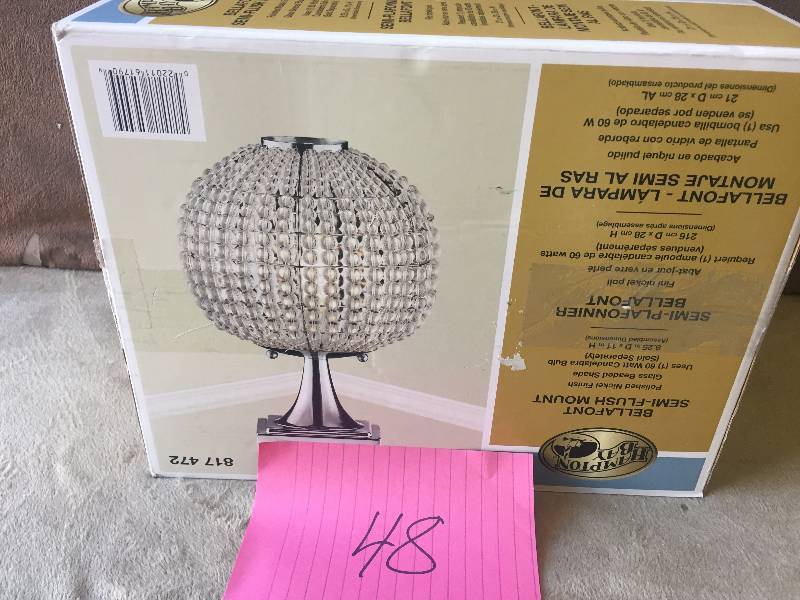 HAMPTON
BAY
BELLAFONT
SEMI-FLUSH MOUNT
Polished Nickel Finish
Glass Beaded Shade
Uses (1) 60 Watt Candelabra Bulb
(Sold Separately)
8.25 in. D x 11 in. H
(Assembled Dimensions)
SEMI-PLAFONNIER
BELLAFONT
Fini nickel poli
Abat-jour en verre perlé
Requiert (1) ampoule candélabre de 60 watts
(vendues séparément)
216 cm D x 28 cm H
(Dimensions après assemblage)
BELLAFONT - LÁMPARA DE
MONTAJE SEMI AL RAS
Acabado en níquel pulido
Pantalla de vidrio con reborde
Usa (1) bombilla candelabro de 60 W
(se venden por separado)
21 cm D x 28 cm AL
(Dimensiones del producto ensamblado)
817 472
48